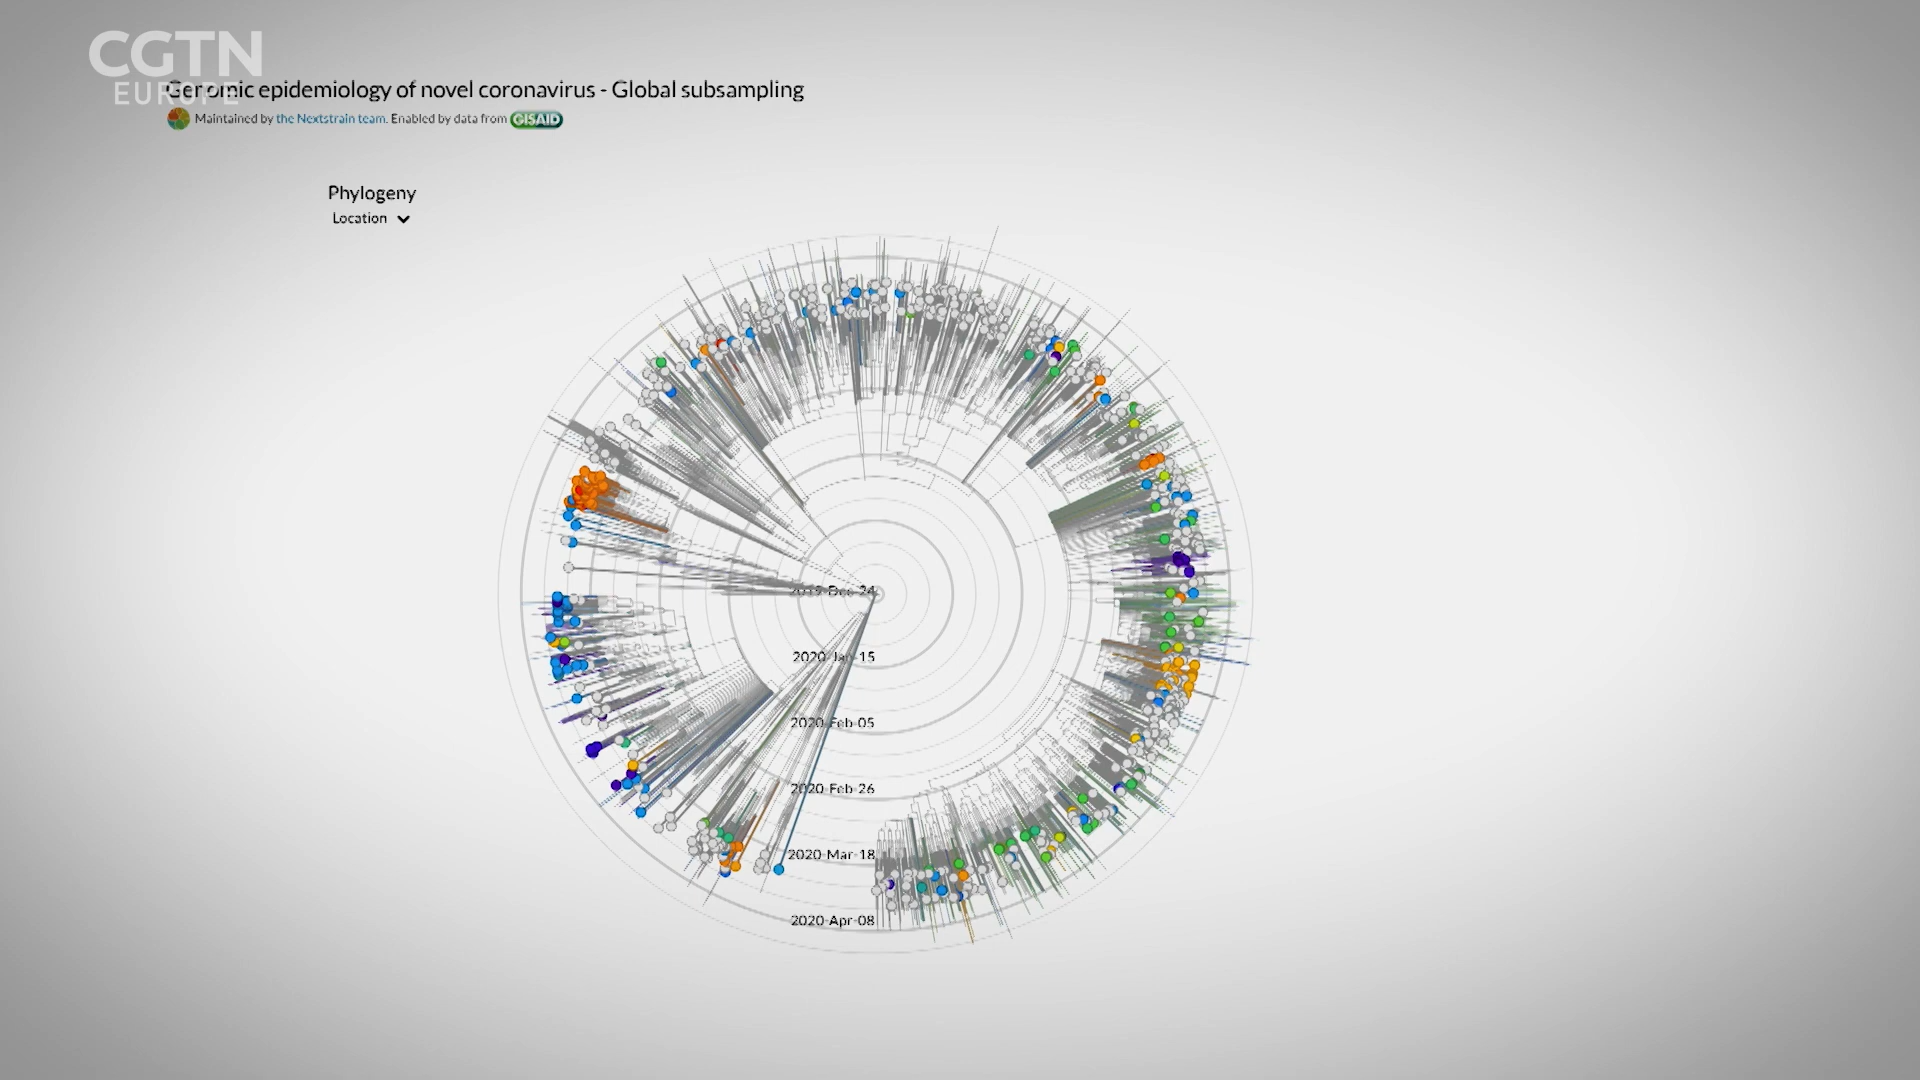 CGTN
EUROPE
Genomic epidemiology of novel coronavirus - Global subsampling
Maintained by the Nextstrain team. Enabled by data from GISAID
Phylogeny
Location
2019-Dec-24
2020-Jan-15
2020-Feb-05
2020-Feb-26
2020-Mar-18
2020-Apr-08